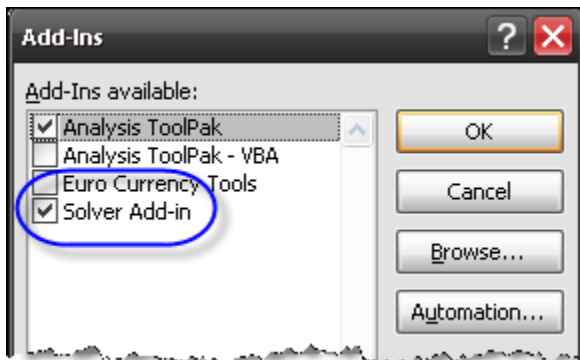 Add-Ins
?
Add-Ins available:
Analysis ToolPak
Analysis ToolPak - VBA
Euro Currency Tools
Solver Add-in
OK
Cancel
Browse...
Automation...